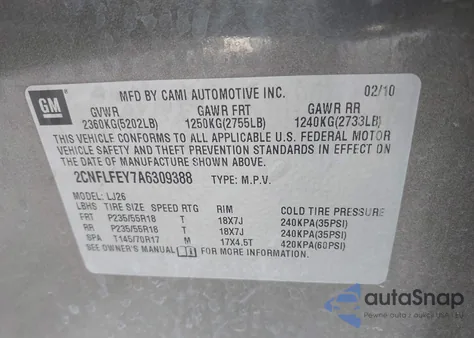 GM
MFD BY CAMI AUTOMOTIVE INC. 02/10
GVWR GAWR FRT GAWR RR
2360KG(5202LB) 1250KG(2755LB) 1240KG(2733LB)
THIS VEHICLE CONFORMS TO ALL APPLICABLE U.S. FEDERAL MOTOR
VEHICLE SAFETY AND THEFT PREVENTION STANDARDS IN EFFECT ON
THE DATE OF MANUFACTURE SHOWN ABOVE.
2CNFLFEY7A6309388 TYPE: M.P.V.
MODEL: LJ26
LBHS TIRE SIZE SPEED RTG RIM COLD TIRE PRESSURE
FRT P235/55R18 T 18X7J 240KPA(35PSI)
RR P235/55R18 T 18X7J 240KPA(35PSI)
SPA T145/70R17 M 17X4.5T 420KPA(60PSI)
SEE OWNER'S MANUAL FOR MORE INFORMATION.
autoSnap